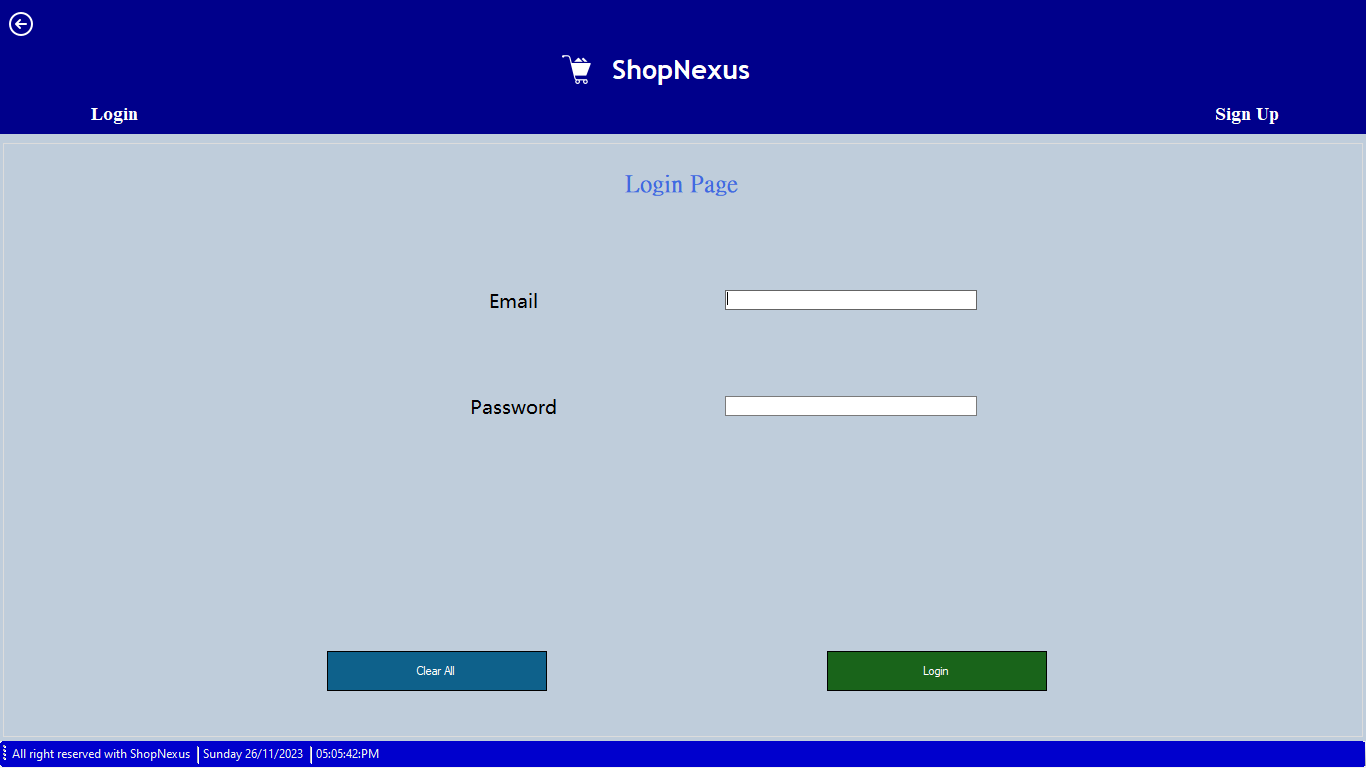 ShopNexus
Login
Sign Up
Login Page
Email
Password
Clear All
Login
All right reserved with ShopNexus
Sunday 26/11/2023
05:05:42:PM